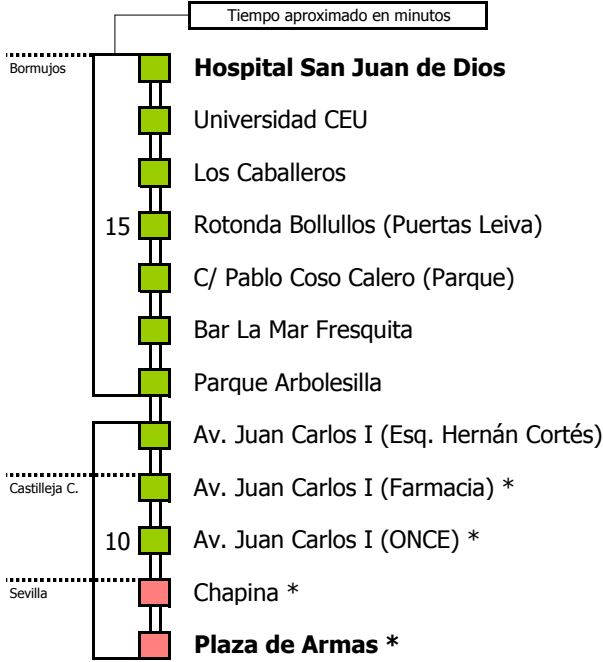 Tiempo aproximado en minutos
Bormujos
Hospital San Juan de Dios
Universidad CEU
Los Caballeros
15
Rotonda Bollullos (Puertas Leiva)
C/ Pablo Coso Calero (Parque)
Bar La Mar Fresquita
Parque Arbolesilla
Av. Juan Carlos I (Esq. Hernán Cortés)
Castilleja C.
Av. Juan Carlos I (Farmacia) *
10
Av. Juan Carlos I (ONCE) *
Sevilla
Chapina *
Plaza de Armas *